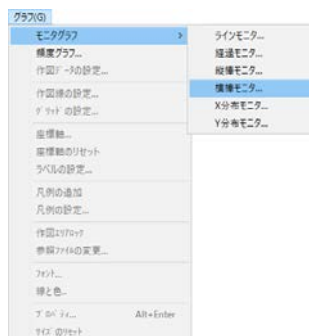 グラフ(G)
モニタグラフ
頻度グラフ...
作図データの設定...
作図線の設定...
グリッドの設定...
座標軸...
座標軸のリセット
ラベルの設定...
凡例の追加
凡例の設定...
作図エリアロック
参照ファイルの変更...
フォント...
線と色...
プロパティ... Alt+Enter
サイズのリセット
ラインモニタ...
経過モニタ...
縦棒モニタ...
横棒モニタ...
X分布モニタ...
Y分布モニタ...